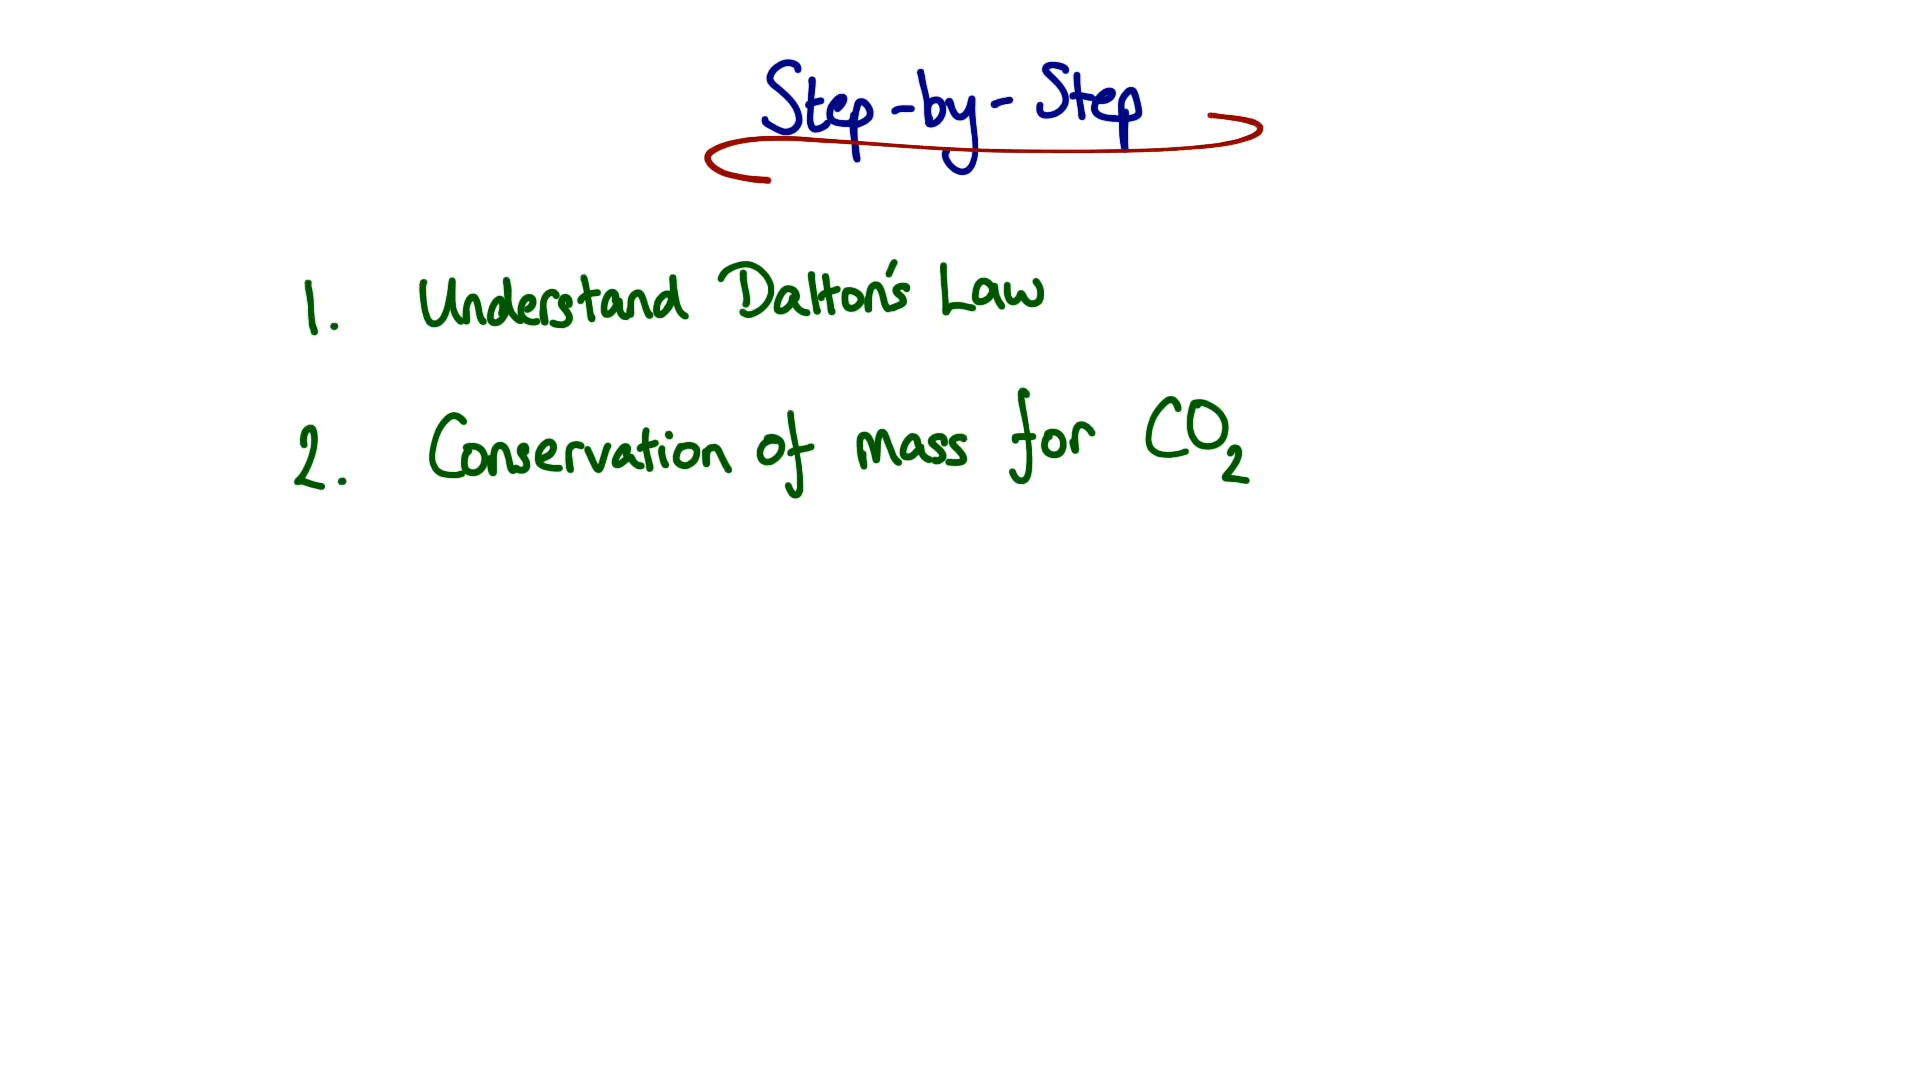 Step-by-Step
1. Understand Dalton's Law
2. Conservation of mass for CO₂